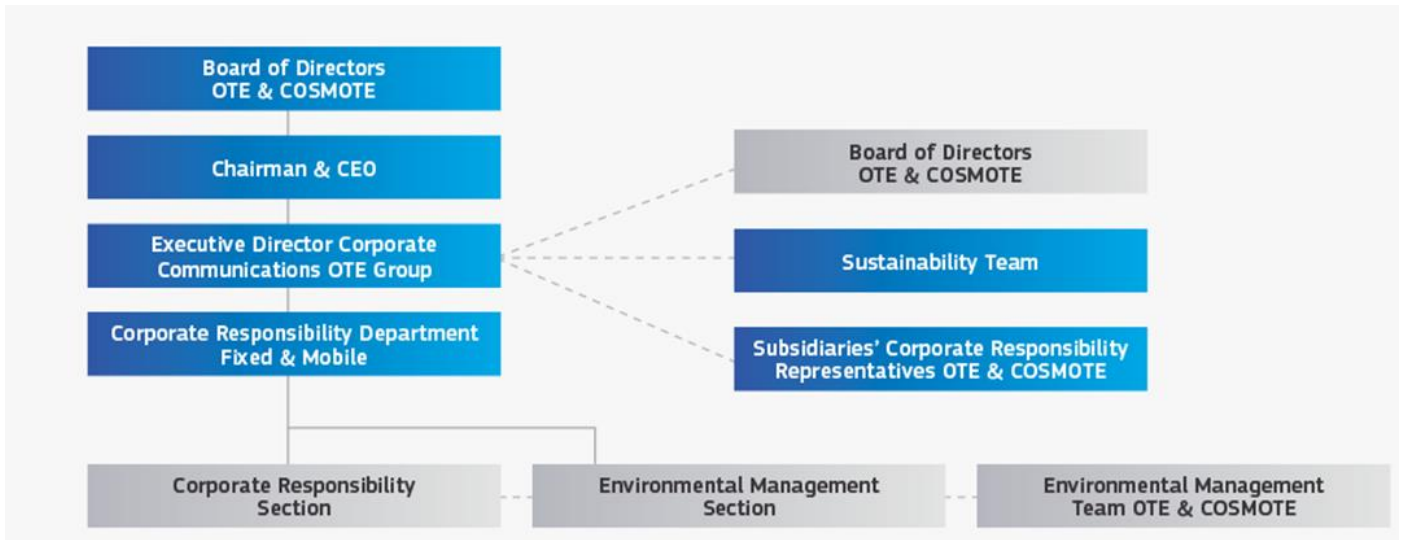 Board of Directors
OTE & COSMOTE
Chairman & CEO
Executive Director Corporate
Communications OTE Group
Corporate Responsibility Department
Fixed & Mobile
Board of Directors
OTE & COSMOTE
Sustainability Team
Subsidiaries’ Corporate Responsibility
Representatives OTE & COSMOTE
Corporate Responsibility
Section
Environmental Management
Section
Environmental Management
Team OTE & COSMOTE